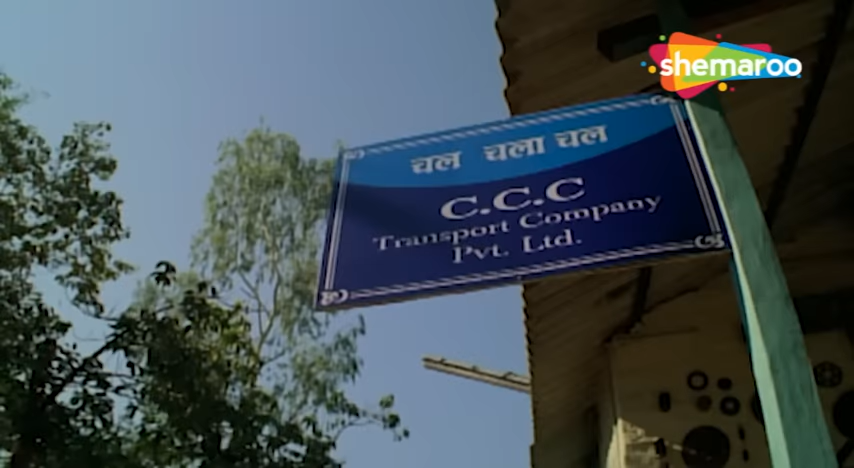 shemaroo
चल चला चल
C.C.C
Transport Company
Pvt. Ltd.